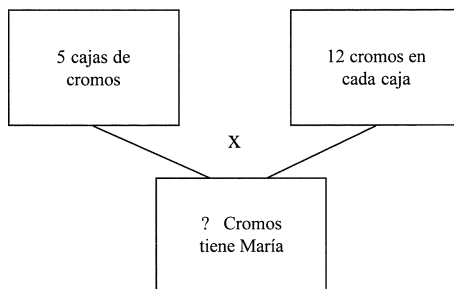 5 cajas de
cromos
12 cromos en
cada caja
X
? Cromos
tiene María